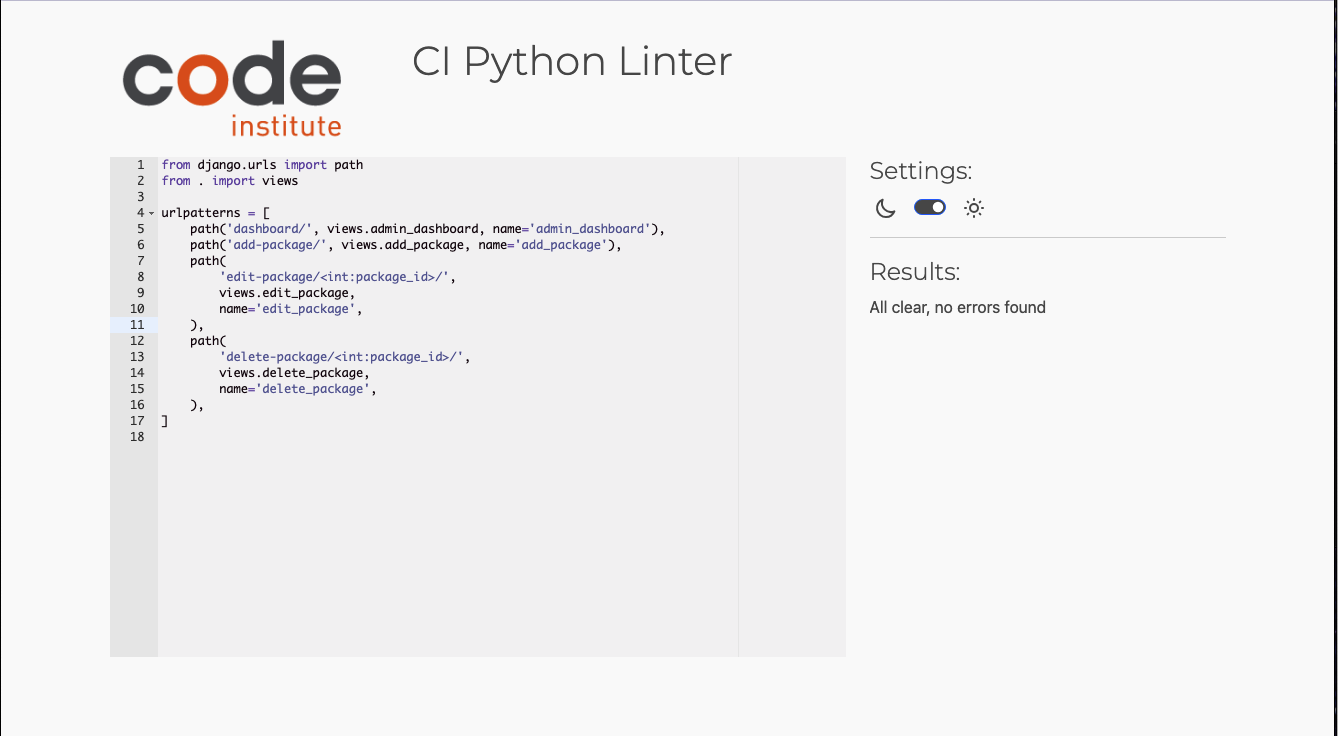 code
institute
CI Python Linter
1 from django.urls import path
2 from . import views
3
4 urlpatterns = [
5     path('dashboard/', views.admin_dashboard, name='admin_dashboard'),
6     path('add-package/', views.add_package, name='add_package'),
7     path(
8         'edit-package/<int:package_id>/',
9         views.edit_package,
10         name='edit_package',
11     ),
12     path(
13         'delete-package/<int:package_id>/',
14         views.delete_package,
15         name='delete_package',
16     ),
17 ]
18
Settings:
Results:
All clear, no errors found